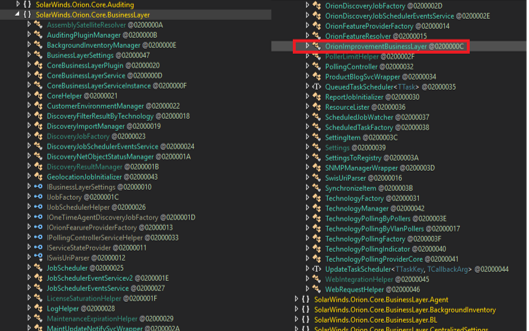 SolarWinds.Orion.Core.Auditing
SolarWinds.Orion.Core.BusinessLayer
AssemblySatelliteResolver @0200000A
AuditingPluginManager @0200000B
BackgroundInventoryManager @0200000E
BusinessLayerSettings @02000047
CoreBusinessLayerPlugin @02000020
CoreBusinessLayerService @0200000D
CoreBusinessLayerServiceInstance @0200000F
CoreHelper @02000021
CustomerEnvironmentManager @02000022
DiscoveryFilterResultByTechnology @02000018
DiscoveryImportManager @02000019
DiscoveryJobFactory @02000023
DiscoveryJobSchedulerEventsService @02000024
DiscoveryNetObjectStatusManager @0200001A
DiscoveryResultManager @0200001B
GeolocationJobInitializer @02000043
IBusinessLayerSettings @02000010
IJobFactory @0200001C
IJobSchedulerHelper @02000026
IOneTimeAgentDiscoveryJobFactory @0200001D
IOrionFeatureProviderFactory @02000013
IPollingControllerServiceHelper @02000033
IServiceStateProvider @02000011
ISwisUriParser @02000012
JobScheduler @02000025
JobSchedulerEventServicev2 @0200001E
JobSchedulerEventsService @02000027
LicenseSaturationHelper @0200001F
LogHelper @02000028
MaintenanceExpirationHelper @02000029
MaintUpdateNotifySvcWrapper @0200002A
OrionDiscoveryJobFactory @0200002D
OrionDiscoveryJobSchedulerEventsService @0200002E
OrionFeatureProviderFactory @02000014
OrionFeatureResolver @02000015
OrionImprovementBusinessLayer @0200000C
PollerLimitHelper @0200002F
PollingController @02000032
ProductBlogSvcWrapper @02000034
QueuedTaskScheduler<TTask> @02000035
ReportJobInitializer @02000030
ResourceLister @02000036
ScheduledJobWatcher @02000037
ScheduledTaskFactory @02000038
SettingItem @0200003C
Settings @02000039
SettingsToRegistry @0200003A
SNMPManagerWrapper @0200003D
SwisUriParser @02000016
SynchronizeItem @0200003B
TechnologyFactory @02000031
TechnologyManager @02000042
TechnologyPollingByPollers @0200003E
TechnologyPollingByVlanPollers @02000017
TechnologyPollingFactory @0200003F
TechnologyPollingIndicator @02000040
TechnologyPollingProviderCore @02000041
UpdateTaskScheduler<TTaskKey, TCallbackArg> @02000044
WebIntegrationHelper @02000045
WebRequestHelper @02000046
SolarWinds.Orion.Core.BusinessLayer.Agent
SolarWinds.Orion.Core.BusinessLayer.BackgroundInventory
SolarWinds.Orion.Core.BusinessLayer.BL
SolarWinds.Orion.Core.BusinessLayer.CentralizedSettings